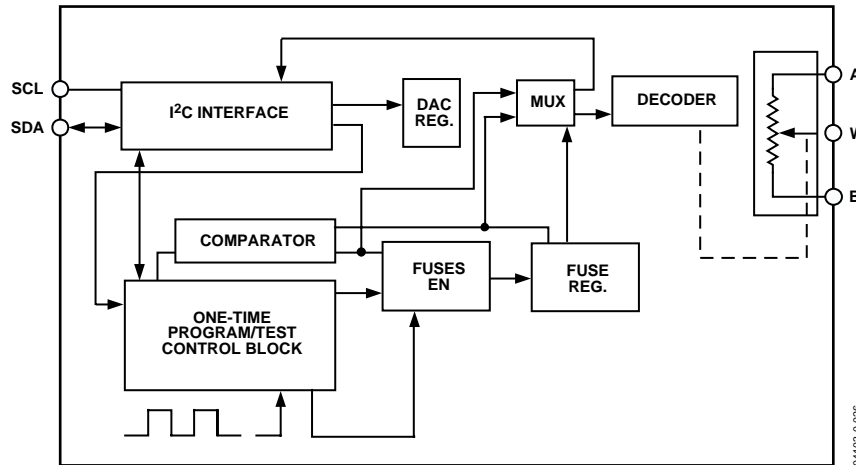 SCL
SDA
I²C INTERFACE
DAC
REG.
MUX
DECODER
A
W
B
COMPARATOR
FUSES
EN
FUSE
REG.
ONE-TIME
PROGRAM/TEST
CONTROL BLOCK